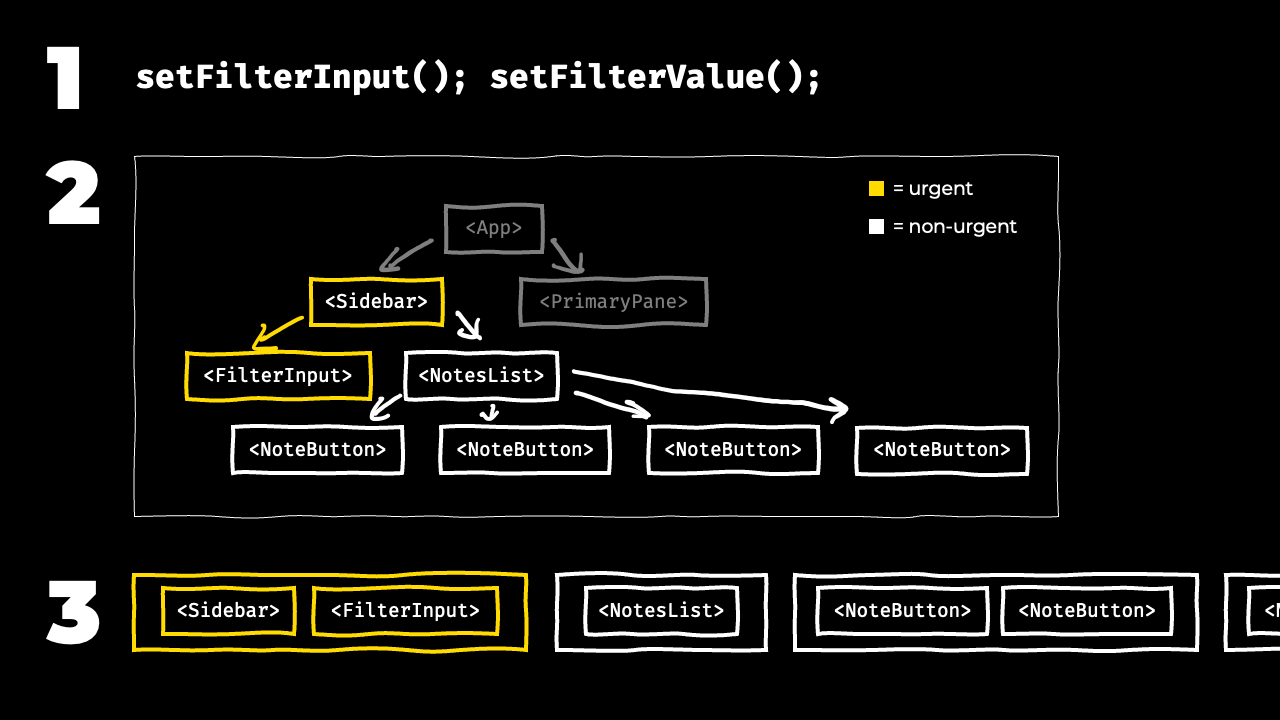 1 setFilterInput(); setFilterValue();
2
= urgent
= non-urgent
<App>
<Sidebar> <PrimaryPane>
<FilterInput> <NotesList>
<NoteButton> <NoteButton> <NoteButton> <NoteButton>
3 <Sidebar> <FilterInput> <NotesList> <NoteButton> <NoteButton>